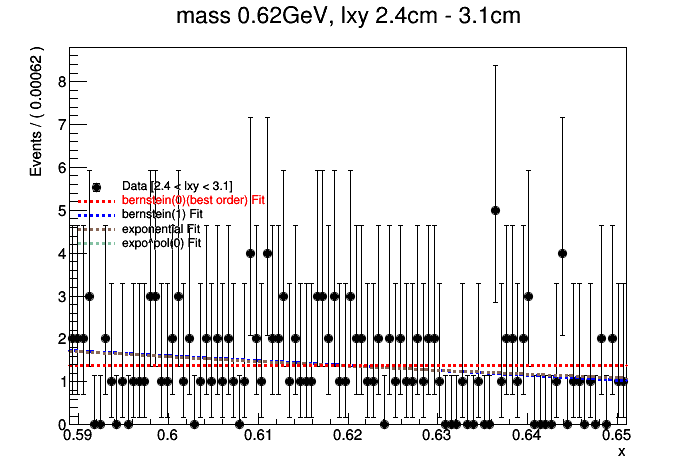 mass 0.62GeV, lxy 2.4cm - 3.1cm
Events / ( 0.00062 )
8
7
6
5
4
3
2
1
0
Data [2.4 < lxy < 3.1]
bernstein(0)(best order) Fit
bernstein(1) Fit
exponential Fit
expo*pol(0) Fit
0.59 0.6 0.61 0.62 0.63 0.64 0.65
x